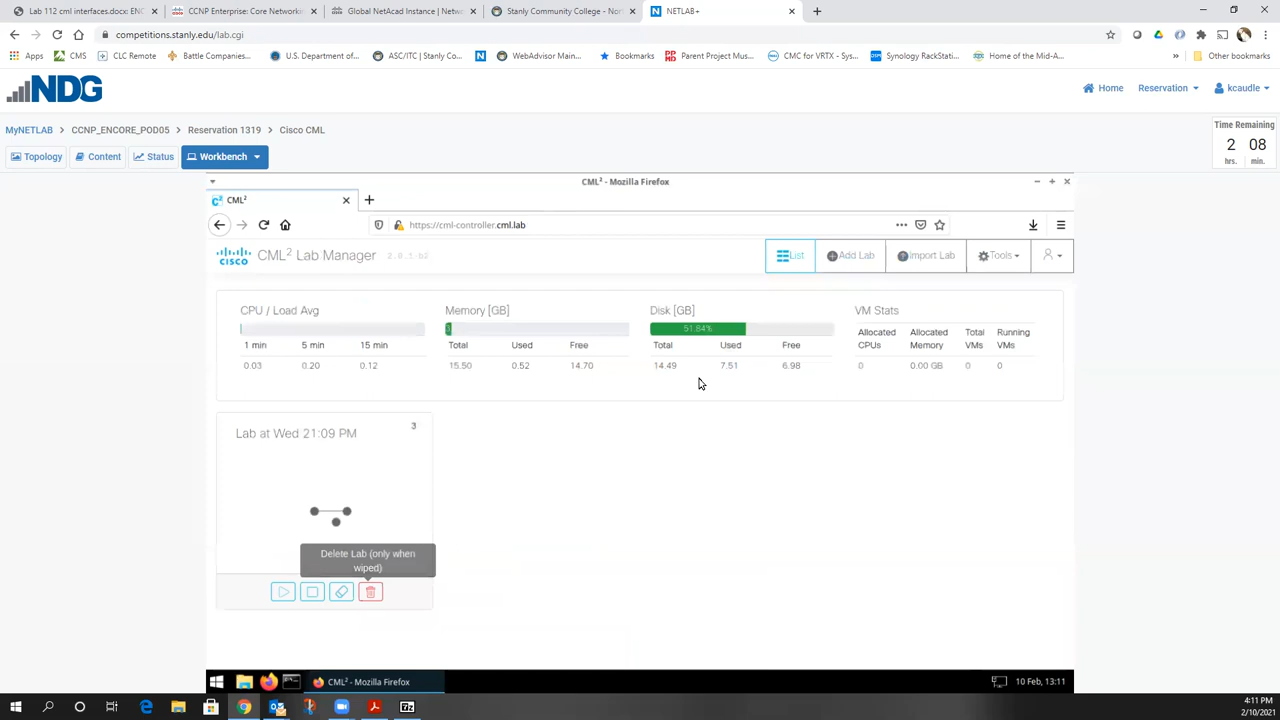 Lab 112 cml interfaces.docx: ENC
CCNP Enterprise: Core Networkin
Global NetAcad Instance | Netwo
Stanly Community College - North
NETLAB+
competitions.stanly.edu/lab.cgi
Apps
CMS
CLC Remote
Battle Companies...
U.S. Department of...
ASC/ITC | Stanly Co...
WebAdvisor Main...
Bookmarks
Parent Project Mus...
CMC for VRTX - Sys...
Synology RackStati...
Home of the Mid-A...
»
Other bookmarks
NDG
Home
Reservation
kcaudle
MyNETLAB > CCNP_ENCORE_POD05 > Reservation 1319 > Cisco CML
Time Remaining
2 08
hrs. min.
Topology
Content
Status
Workbench
CML² - Mozilla Firefox
CML²
https://cml-controller.cml.lab
CISCO
CML² Lab Manager
2.0.1-b2
List
Add Lab
Import Lab
Tools
CPU / Load Avg
Memory [GB]
Disk [GB]
VM Stats
51.84%
1 min 5 min 15 min
Total Used Free
Total Used Free
Allocated CPUs
Allocated Memory
Total VMs
Running VMs
0.03 0.20 0.12
15.50 0.52 14.70
14.49 7.51 6.98
0 0.00 GB 0 0
Lab at Wed 21:09 PM
3
Delete Lab (only when
wiped)
CML² - Mozilla Firefox
10 Feb, 13:11
4:11 PM
2/10/2021